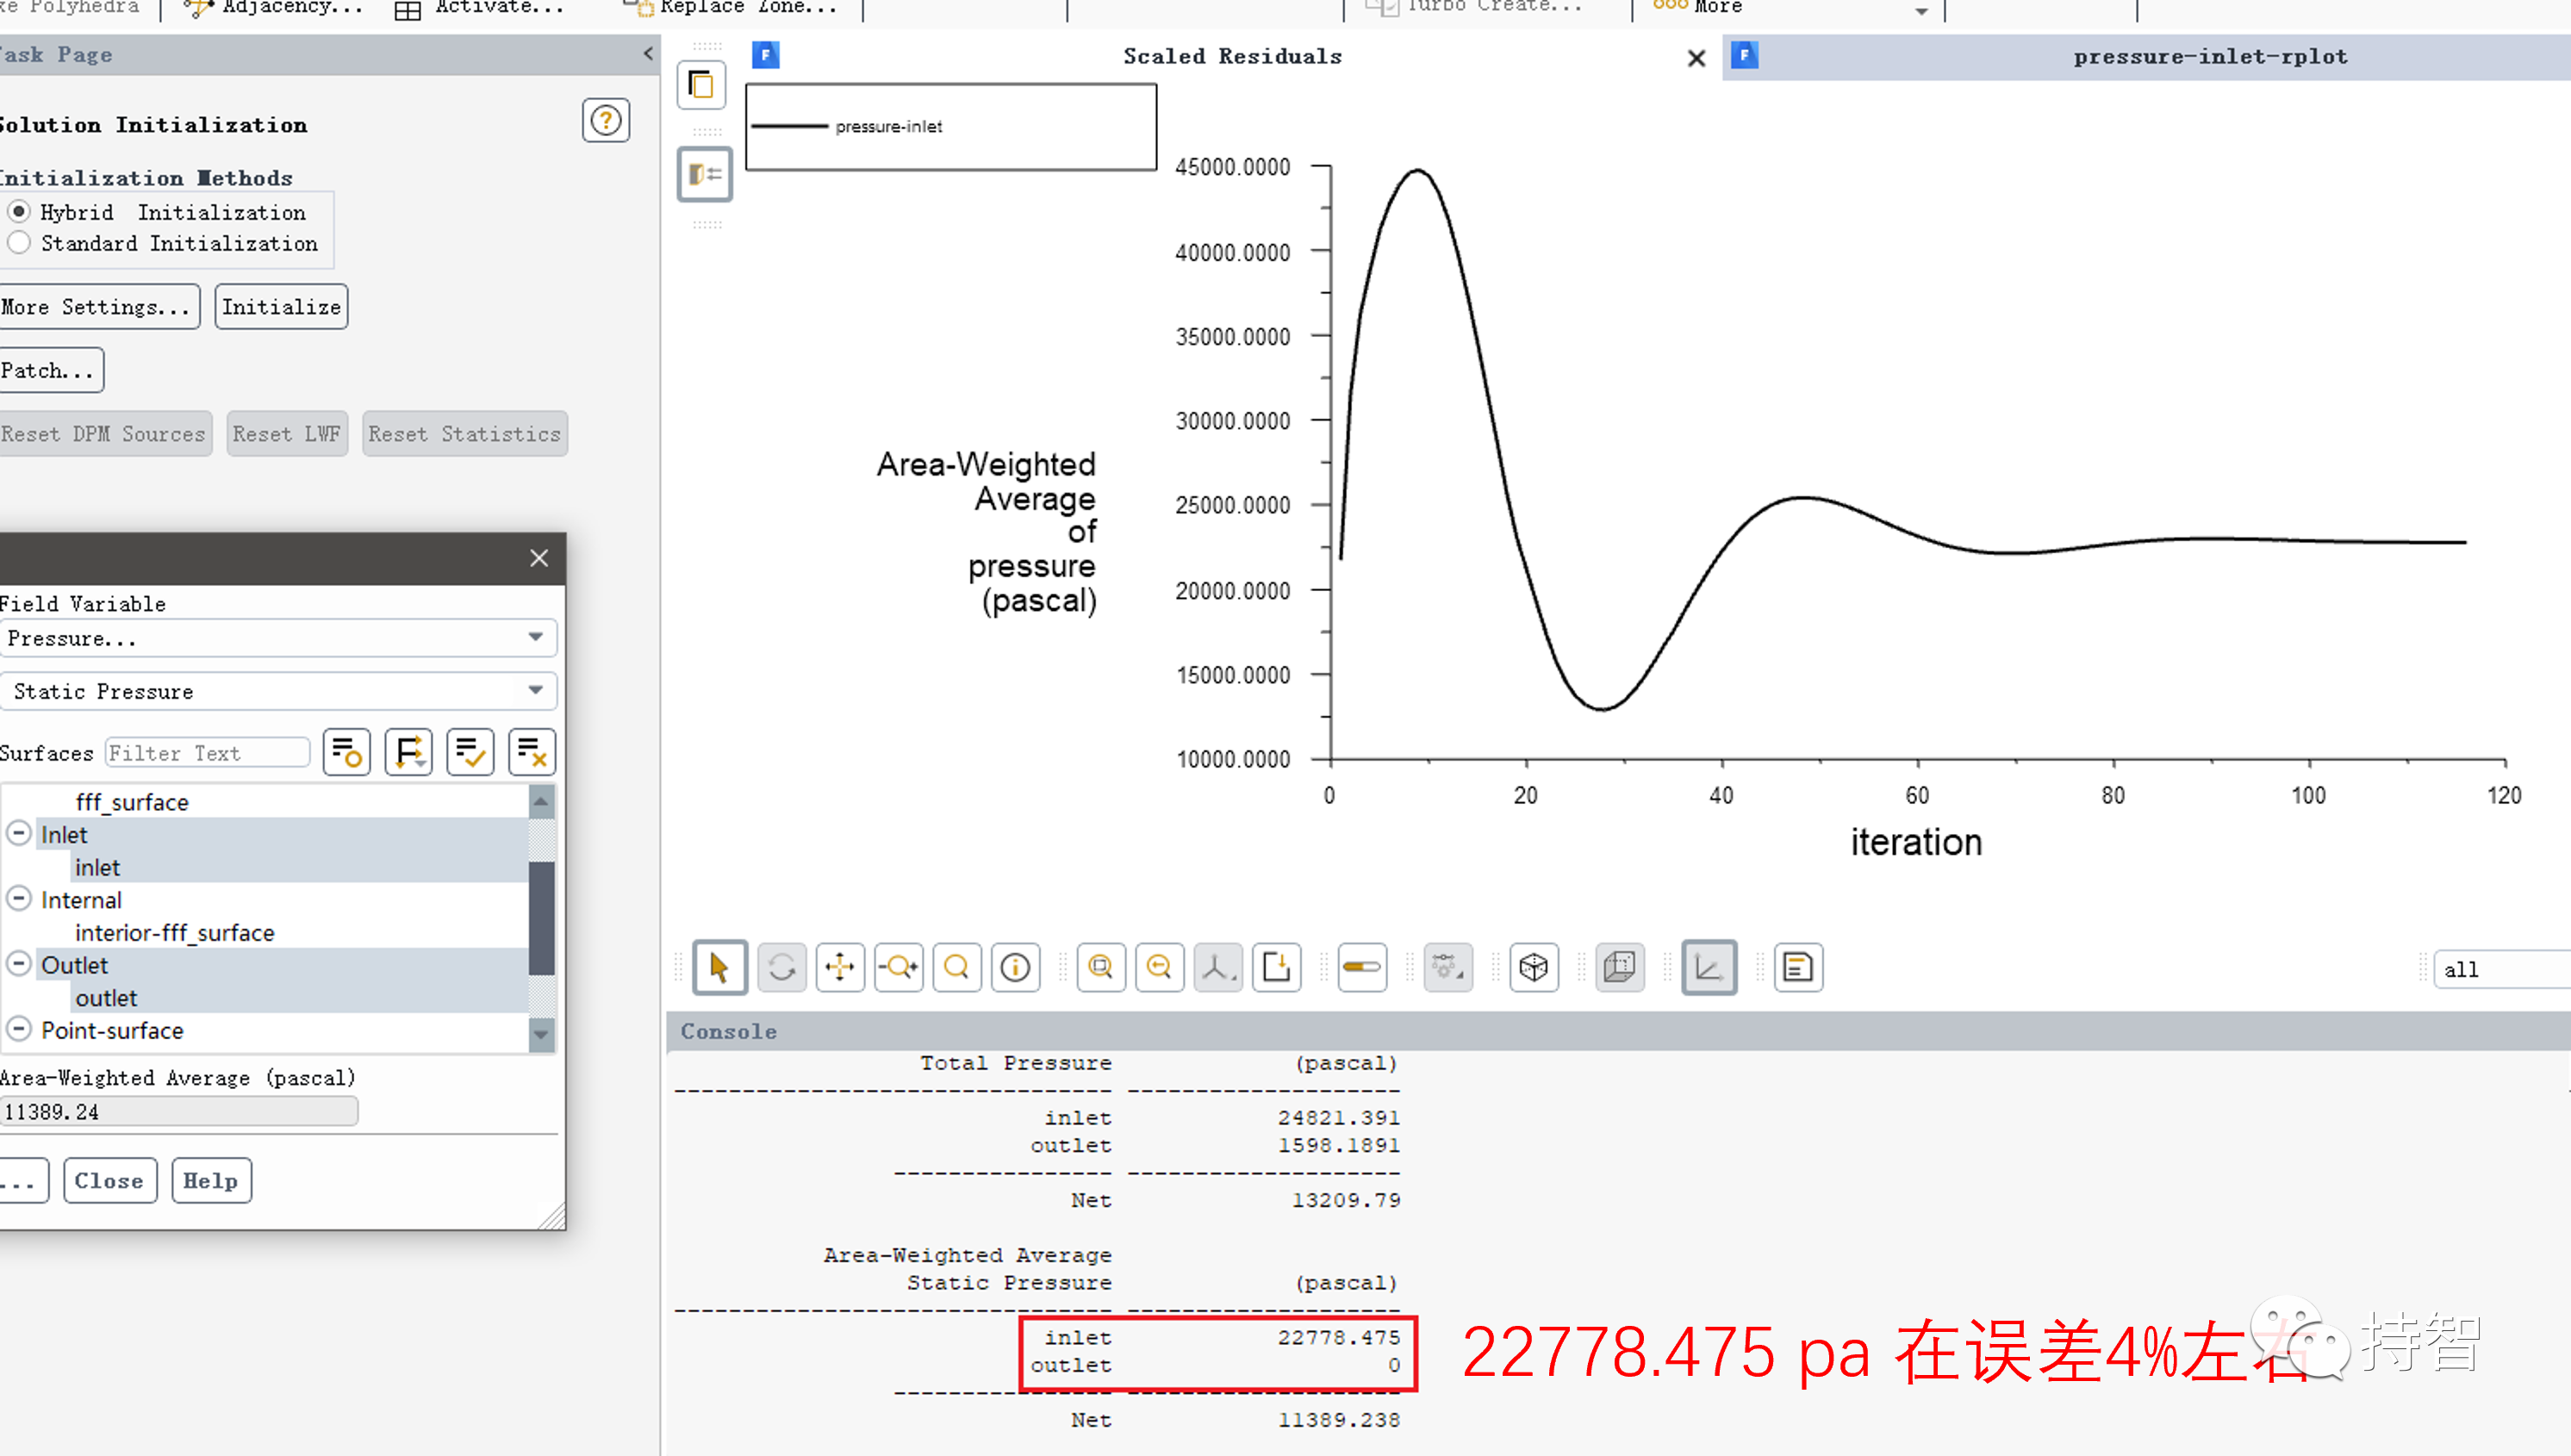 ke Polyhedra
Adjacency...
Activate...
Replace Zone...
Turbo Create...
More
Task Page
Solution Initialization
Initialization Methods
Hybrid Initialization
Standard Initialization
More Settings...
Initialize
Patch...
Reset DPM Sources
Reset LWF
Reset Statistics
Field Variable
Pressure...
Static Pressure
Surfaces
Filter Text
fff_surface
Inlet
inlet
Internal
interior-fff_surface
Outlet
outlet
Point-surface
Area-Weighted Average (pascal)
11389.24
...
Close
Help
Scaled Residuals
pressure-inlet-rplot
pressure-inlet
45000.0000
40000.0000
35000.0000
30000.0000
25000.0000
20000.0000
15000.0000
10000.0000
Area-Weighted
Average
of
pressure
(pascal)
0 20 40 60 80 100 120
iteration
all
Console
Total Pressure (pascal)
-------------------------------- --------------------
inlet 24821.391
outlet 1598.1891
---------------- --------------------
Net 13209.79
Area-Weighted Average
Static Pressure (pascal)
-------------------------------- --------------------
inlet 22778.475
outlet 0
---------------- --------------------
Net 11389.238
22778.475 pa 在误差4%左右
持智